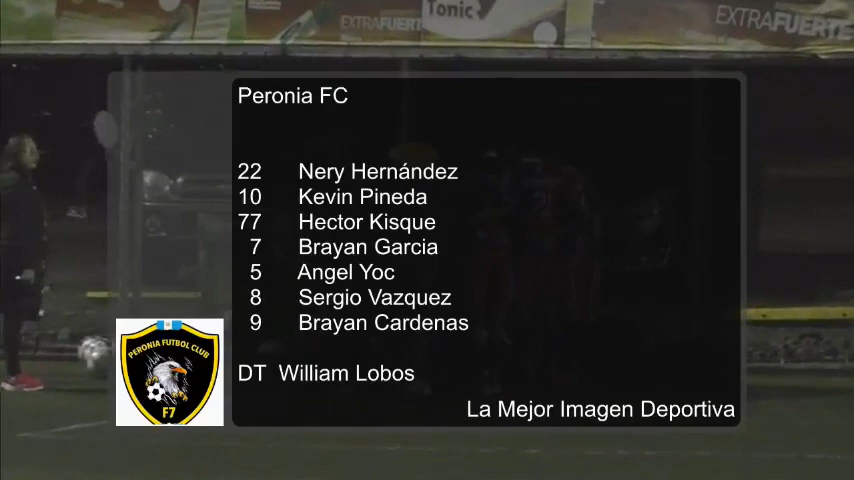 EXTRAFUERTE
Tonic
EXTRAFUERTE
Peronia FC
22 Nery Hernández
10 Kevin Pineda
77 Hector Kisque
7 Brayan Garcia
5 Angel Yoc
8 Sergio Vazquez
9 Brayan Cardenas
DT William Lobos
La Mejor Imagen Deportiva
PERONIA FUTBOL CLUB
F7